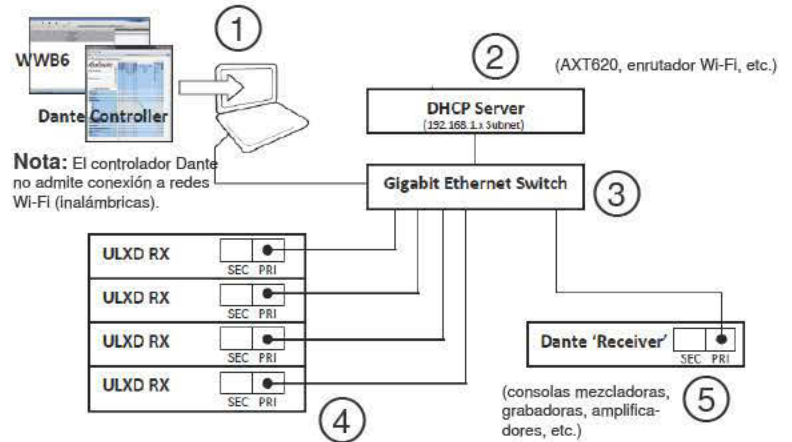 1
WWB6
Dante Controller
Nota: El controlador Dante
no admite conexión a redes
Wi-Fi (inalámbricas).
2
(AXT620, enrutador Wi-Fi, etc.)
DHCP Server
(192.168.1.x Subnet)
Gigabit Ethernet Switch
3
ULXD RX
SEC PRI
ULXD RX
SEC PRI
ULXD RX
SEC PRI
ULXD RX
SEC PRI
4
Dante 'Receiver'
SEC PRI
(consolas mezcladoras,
grabadoras, amplifica-
dores, etc.)
5